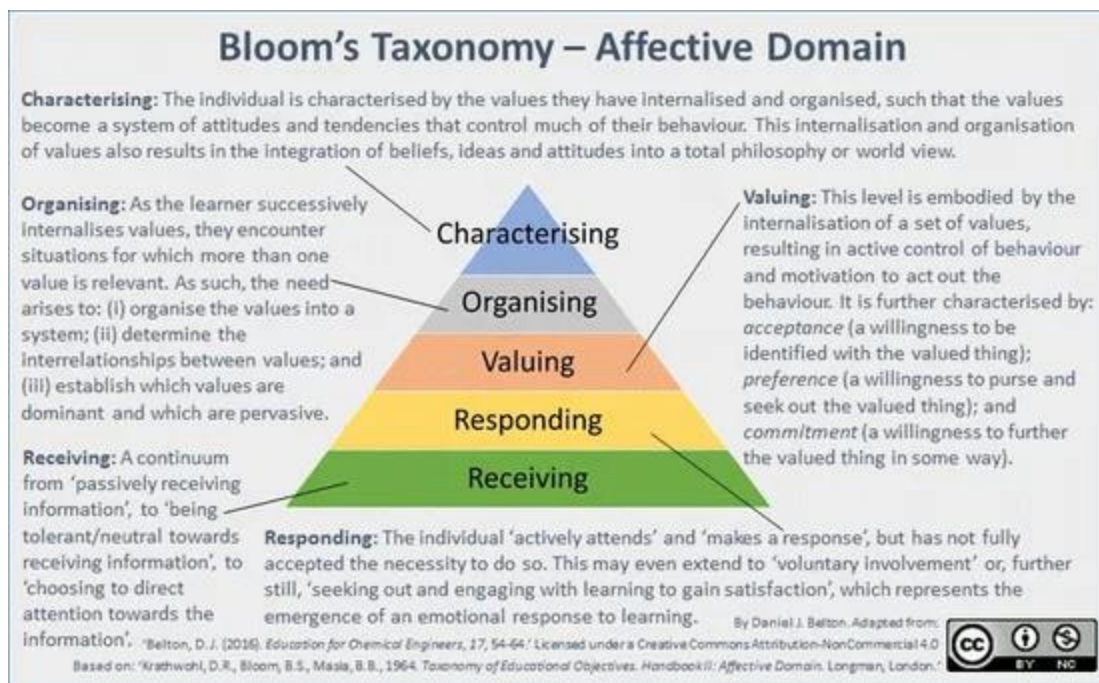 Bloom's Taxonomy – Affective Domain
Characterising: The individual is characterised by the values they have internalised and organised, such that the values
become a system of attitudes and tendencies that control much of their behaviour. This internalisation and organisation
of values also results in the integration of beliefs, ideas and attitudes into a total philosophy or world view.
Organising: As the learner successively
internalises values, they encounter
situations for which more than one
value is relevant. As such, the need
arises to: (i) organise the values into a
system; (ii) determine the
interrelationships between values; and
(iii) establish which values are
dominant and which are pervasive.
Characterising
Organising
Valuing
Responding
Receiving
Valuing: This level is embodied by the
internalisation of a set of values,
resulting in active control of behaviour
and motivation to act out the
behaviour. It is further characterised by:
acceptance (a willingness to be
identified with the valued thing);
preference (a willingness to purse and
seek out the valued thing); and
commitment (a willingness to further
the valued thing in some way).
Receiving: A continuum
from 'passively receiving
information', to 'being
tolerant/neutral towards
receiving information', to
'choosing to direct
attention towards the
information'.
Responding: The individual 'actively attends' and 'makes a response', but has not fully
accepted the necessity to do so. This may even extend to 'voluntary involvement' or, further
still, 'seeking out and engaging with learning to gain satisfaction', which represents the
emergence of an emotional response to learning.
By Daniel J. Belton. Adapted from:
'Belton, D.J. (2016). Education for Chemical Engineers, 17, 54-64.' Licensed under a Creative Commons Attribution-NonCommercial 4.0
Based on: 'Krathwohl, D.R., Bloom, B.S., Masia, B.B., 1964. Taxonomy of Educational Objectives. Handbook II: Affective Domain. Longman, London.'
cc
BY NC